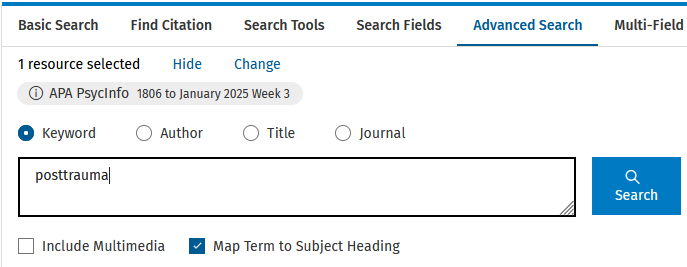 Basic Search Find Citation Search Tools Search Fields Advanced Search Multi-Field
1 resource selected Hide Change
APA PsycInfo 1806 to January 2025 Week 3
Keyword Author Title Journal
posttrauma
Search
Include Multimedia Map Term to Subject Heading